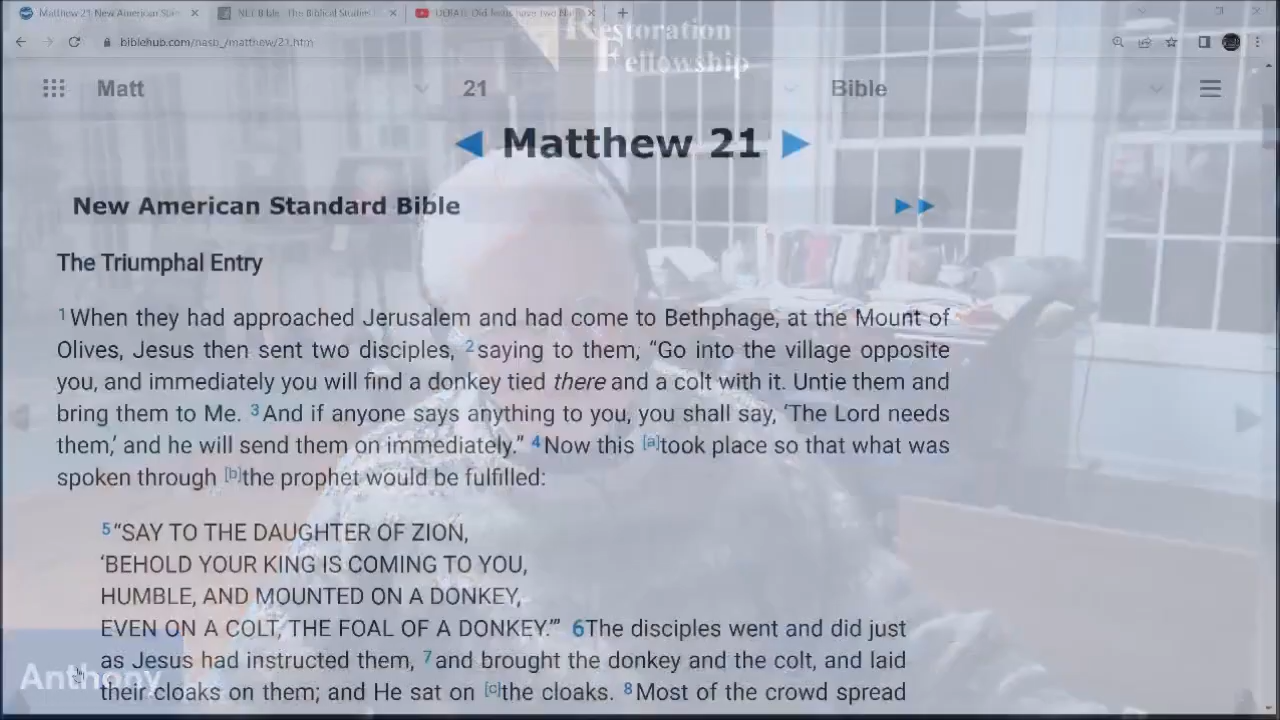 Matthew 21 New American Stan
NET Bible - The Biblical Studies
DEBATE: Did Jesus have two Na
biblehub.com/nasb_/matthew/21.htm
Restoration
Fellowship
Matt 21 Bible
Matthew 21
New American Standard Bible
The Triumphal Entry
1 When they had approached Jerusalem and had come to Bethphage, at the Mount of
Olives, Jesus then sent two disciples, 2 saying to them, “Go into the village opposite
you, and immediately you will find a donkey tied there and a colt with it. Untie them and
bring them to Me. 3 And if anyone says anything to you, you shall say, ‘The Lord needs
them,’ and he will send them on immediately.” 4 Now this [a]took place so that what was
spoken through [b]the prophet would be fulfilled:
5 “SAY TO THE DAUGHTER OF ZION,
‘BEHOLD YOUR KING IS COMING TO YOU,
HUMBLE, AND MOUNTED ON A DONKEY,
EVEN ON A COLT, THE FOAL OF A DONKEY.’” 6 The disciples went and did just
as Jesus had instructed them, 7 and brought the donkey and the colt, and laid
their cloaks on them; and He sat on [c]the cloaks. 8 Most of the crowd spread
Anthony